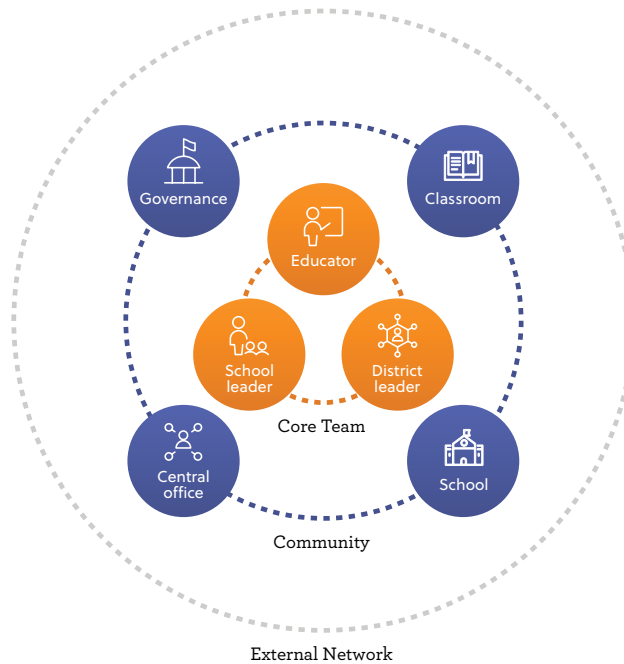 Governance
Classroom
Educator
School
leader
District
leader
Core Team
Central
office
School
Community
External Network